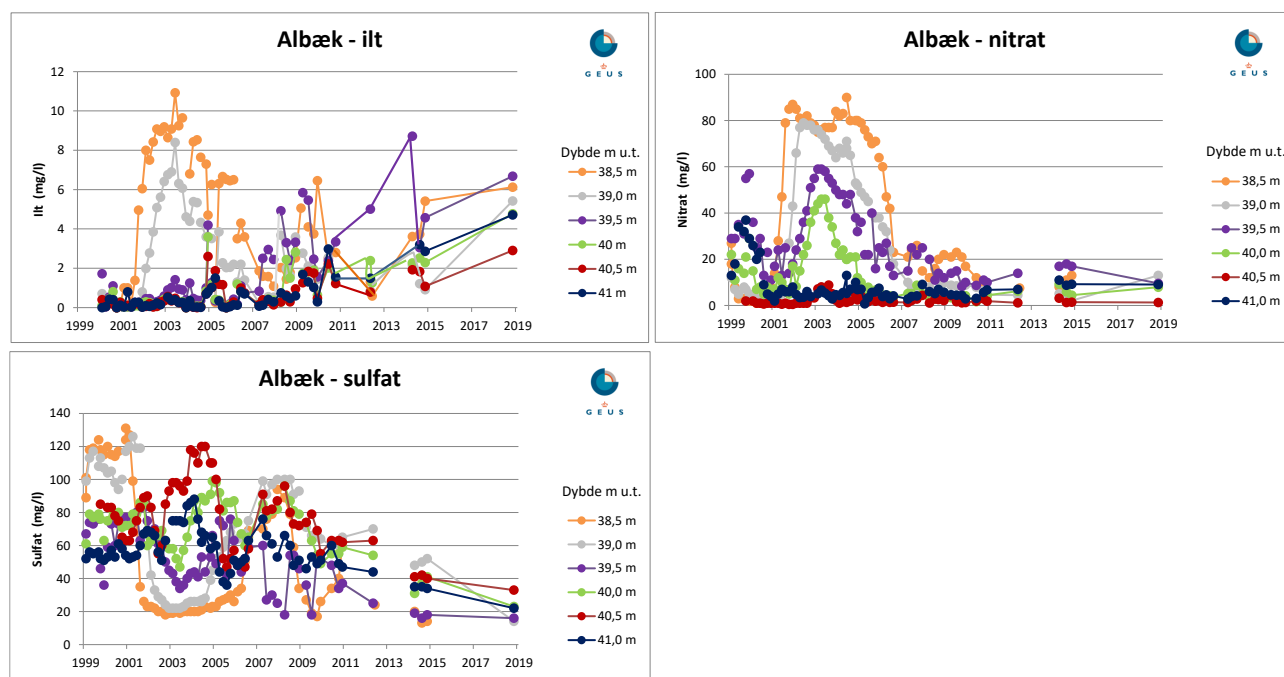 Albæk - ilt
GEUS
Ilt (mg/l)
12
10
8
6
4
2
0
1999 2001 2003 2005 2007 2009 2011 2013 2015 2017 2019
Dybde m u.t.
38,5 m
39,0 m
39,5 m
40 m
40,5 m
41 m
Albæk - nitrat
GEUS
Nitrat (mg/l)
100
80
60
40
20
0
1999 2001 2003 2005 2007 2009 2011 2013 2015 2017 2019
Dybde m u.t.
38,5 m
39,0 m
39,5 m
40,0 m
40,5 m
41,0 m
Albæk - sulfat
GEUS
Sulfat (mg/l)
140
120
100
80
60
40
20
0
1999 2001 2003 2005 2007 2009 2011 2013 2015 2017 2019
Dybde m u.t.
38,5 m
39,0 m
39,5 m
40,0 m
40,5 m
41,0 m